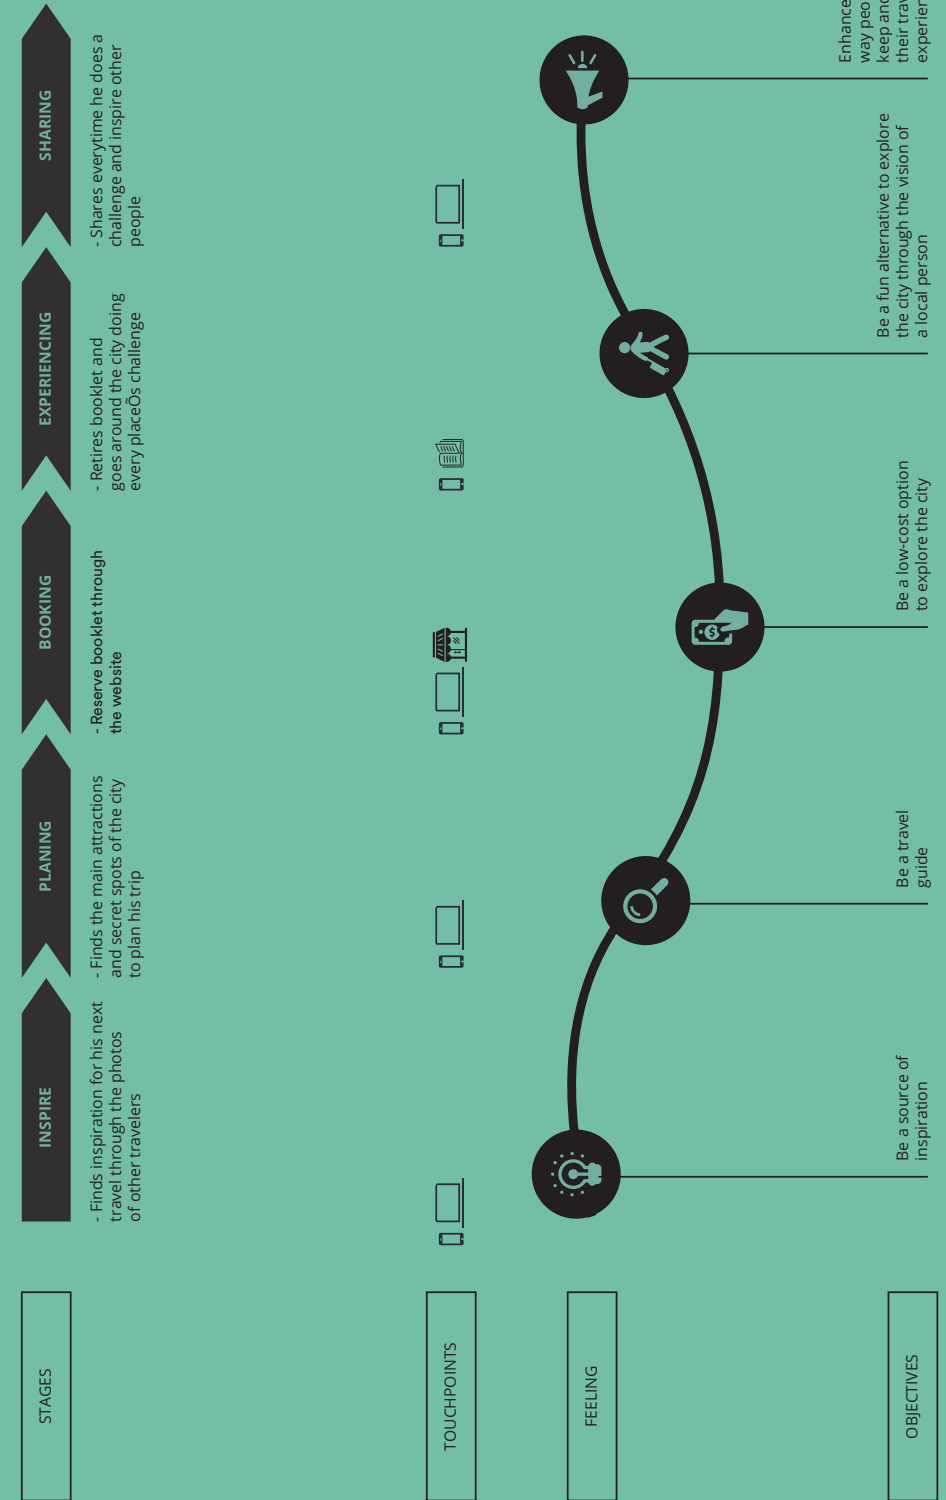 STAGES
INSPIRE
PLANING
BOOKING
EXPERIENCING
SHARING
- Finds inspiration for his next
travel through the photos
of other travelers
- Finds the main attractions
and secret spots of the city
to plan his trip
- Reserve booklet through
the website
- Retires booklet and
goes around the city doing
every placeÕs challenge
- Shares everytime he does a
challenge and inspire other
people
TOUCHPOINTS
FEELING
$
OBJECTIVES
Be a source of
inspiration
Be a travel
guide
Be a low-cost option
to explore the city
Be a fun alternative to explore
the city through the vision of
a local person
Enhance
way
keep
their